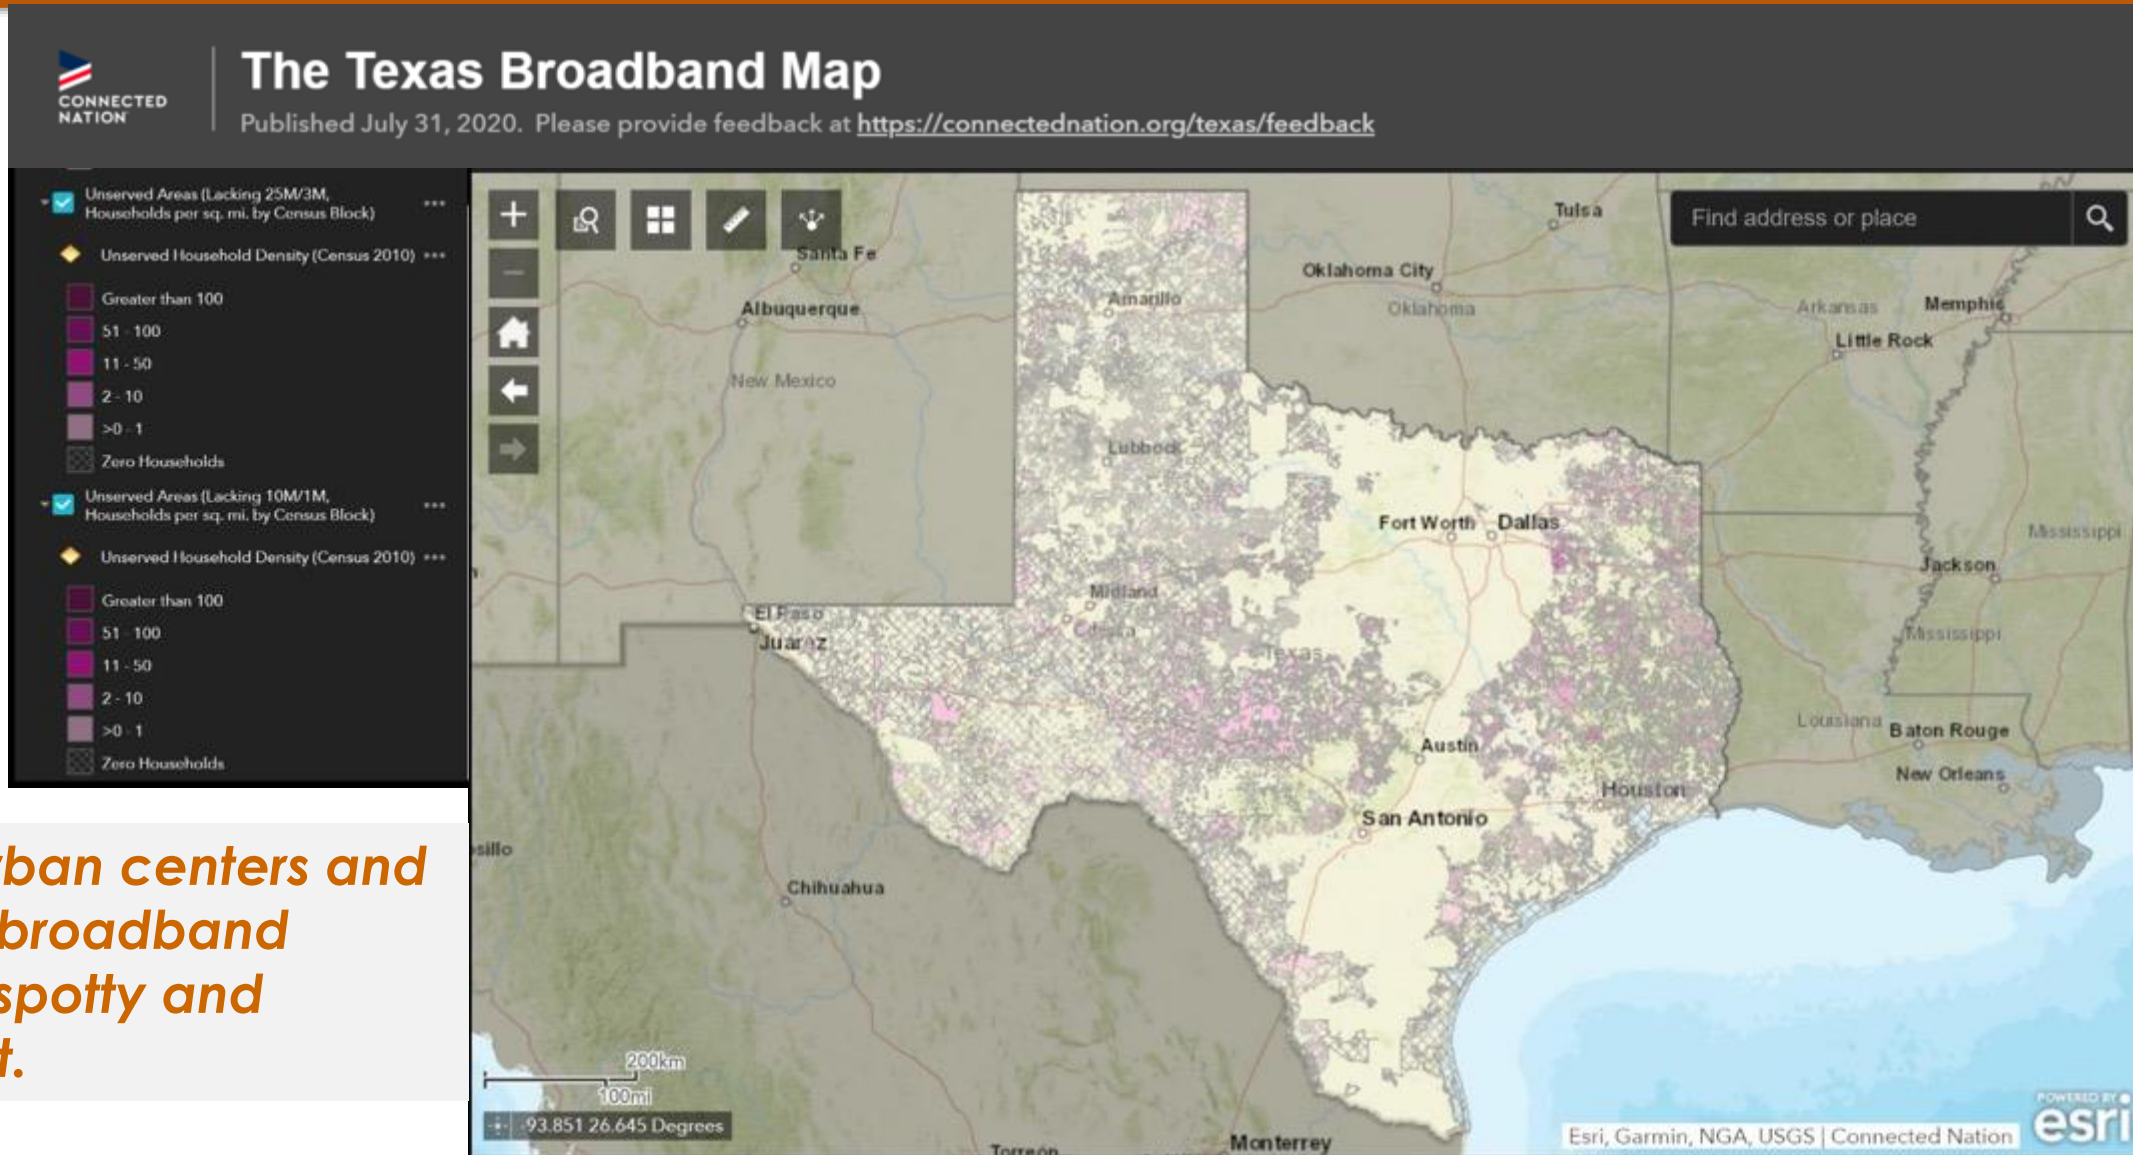 CONNECTED
NATION
The Texas Broadband Map
Published July 31, 2020. Please provide feedback at https://connectednation.org/texas/feedback
Unserved Areas (Lacking 25M/3M,
Households per sq. mi. by Census Block)
Unserved Household Density (Census 2010)
Greater than 100
51 - 100
11 - 50
2 - 10
>0 - 1
Zero Households
Unserved Areas (Lacking 10M/1M,
Households per sq. mi. by Census Block)
Unserved Household Density (Census 2010)
Greater than 100
51 - 100
11 - 50
2 - 10
>0 - 1
Zero Households
Find address or place
Tulsa
Santa Fe
Oklahoma City
Albuquerque
Amarillo
Oklahoma
Arkansas
Memphis
Little Rock
New Mexico
Lubbock
Fort Worth
Dallas
Mississippi
Jackson
Midland
Odessa
El Paso
Juarez
Texas
Mississippi
Louisiana
Baton Rouge
Austin
New Orleans
Houston
San Antonio
sillo
Chihuahua
Torreón
Monterrey
200km
100mi
-93.851 26.645 Degrees
Esri, Garmin, NGA, USGS | Connected Nation
POWERED BY
esri
ban centers and
broadband
spotty and
t.